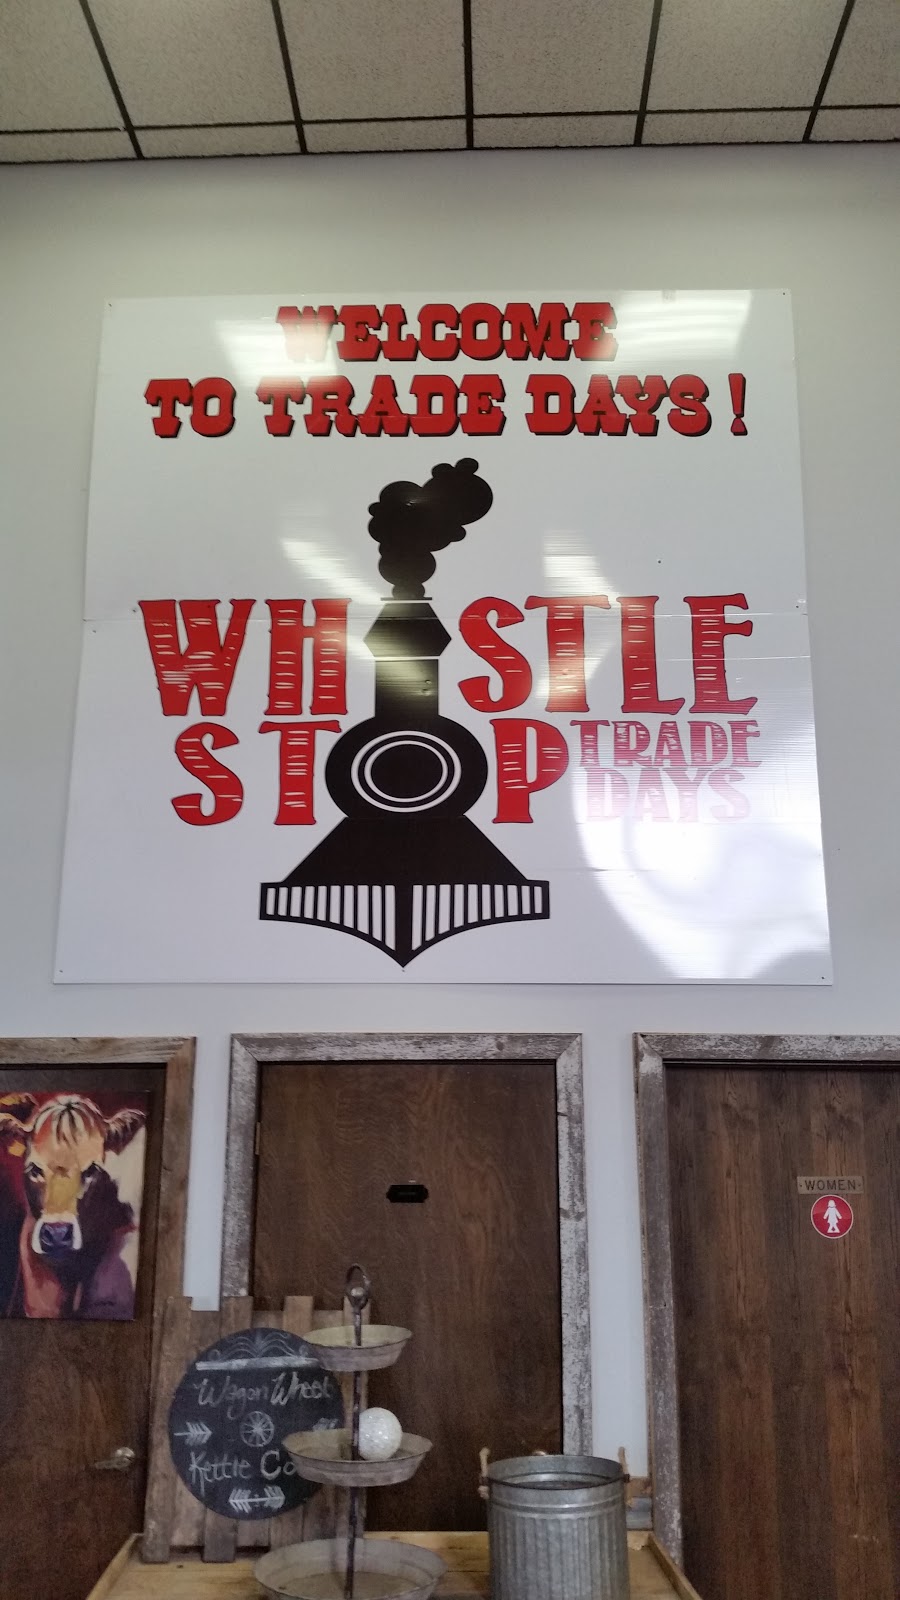 WELCOME
TO TRADE DAYS!
WHISTLE
STOP TRADE
DAYS
WOMEN
Wagon Wheel
Kettle Co